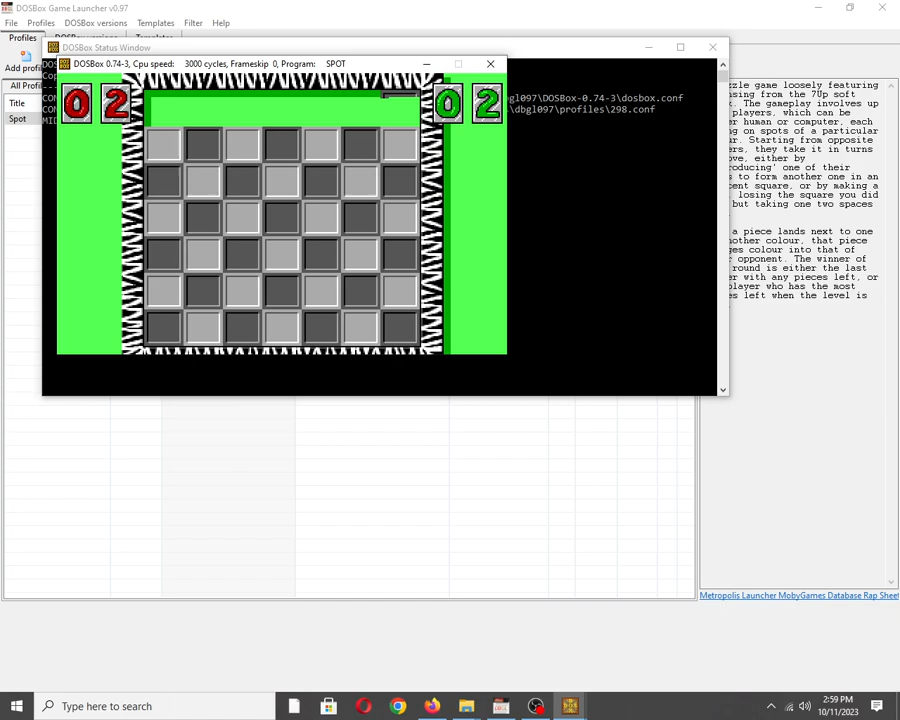 DOSBox Game Launcher v0.97
File Profiles DOSBox versions Templates Filter Help
Profiles
DOSBox Status Window
DOSBox 0.74-3, Cpu speed: 3000 cycles, Frameskip 0, Program: SPOT
Add profil
All Profil
Title
Spot
02
02
bgl097\DOSBox-0.74-3\dosbox.conf
\dbgl097\profiles\298.conf
zzle game loosely featuring
sing from the 7Up soft
. The gameplay involves up
players, which can be
er human or computer, each
ng on spots of a particular
ur. Starting from opposite
ers, they take it in turns
ove, either by
roducing' one of their
s to form another one in an
cent square, or by making a
losing the square you did
but taking one two spaces
a piece lands next to one
nother colour, that piece
ges colour into that of
r opponent. The winner of
round is either the last
er with any pieces left, or
player who has the most
es left when the level is
Metropolis Launcher MobyGames Database Rap Sheet
Type here to search
2:59 PM
10/11/2023